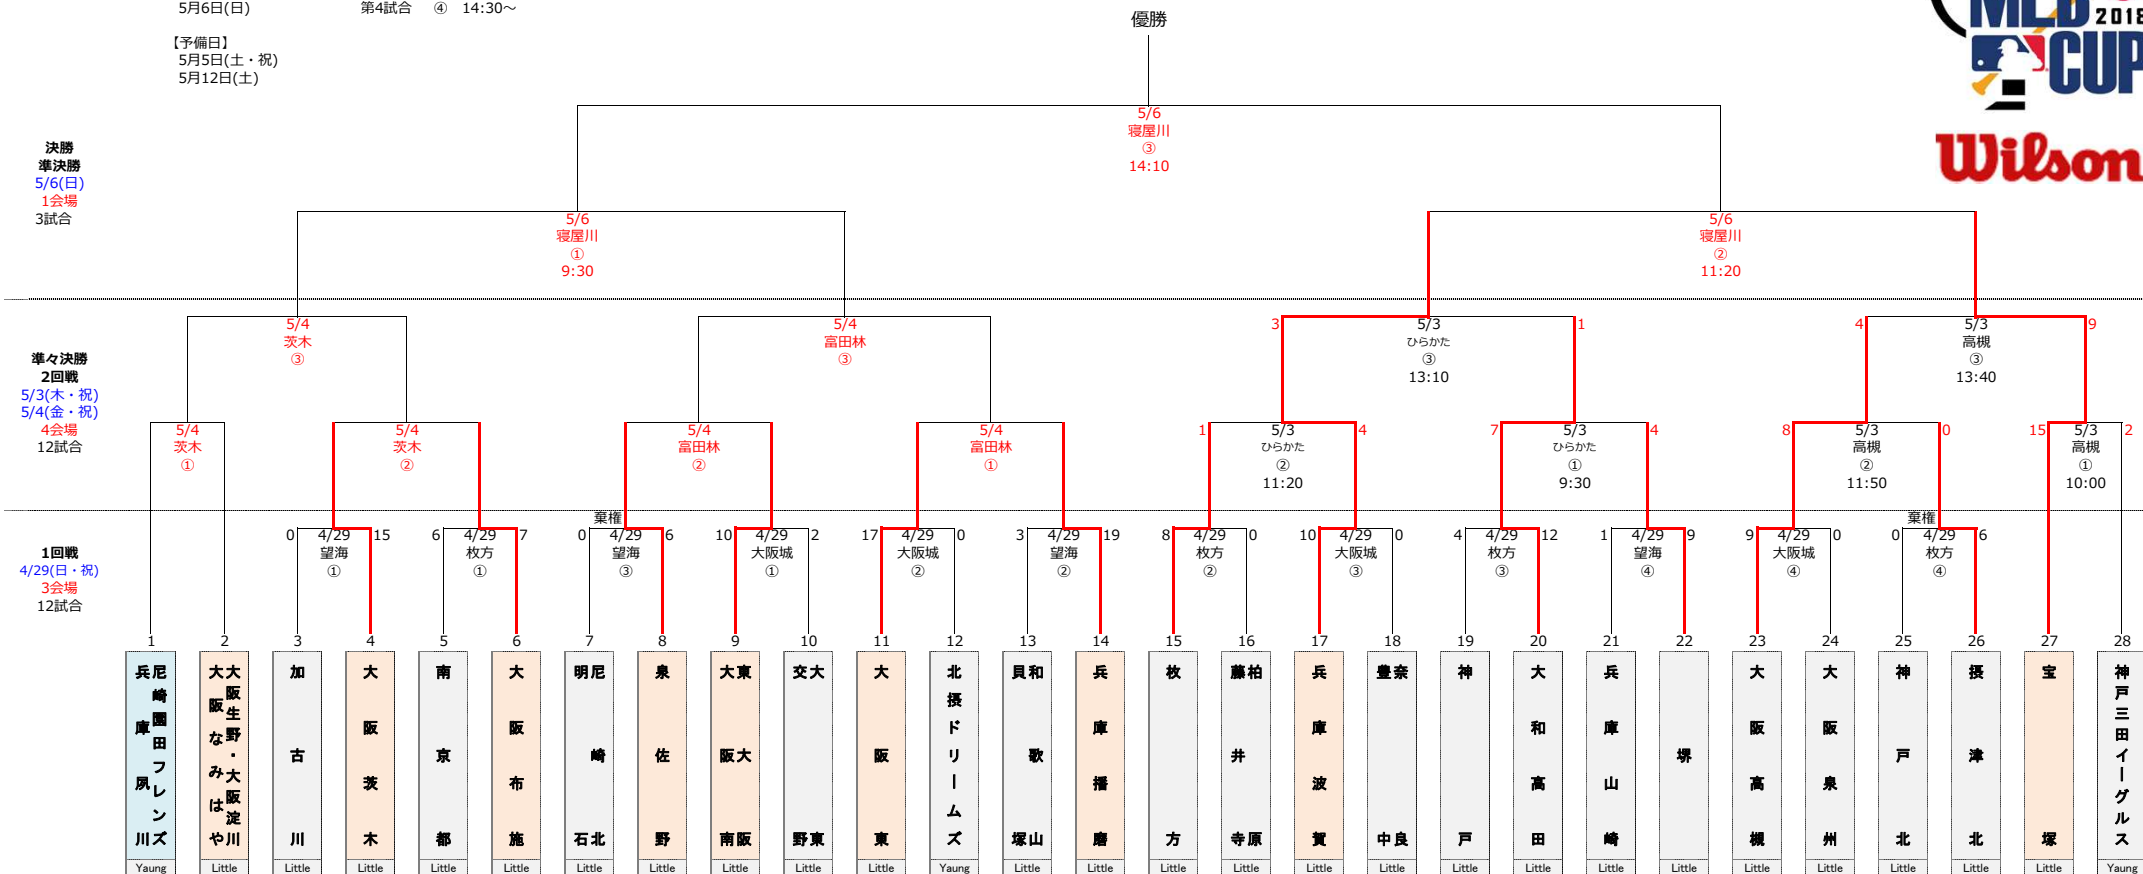 5月6日(日) 第4試合 ④ 14:30～
【予備日】
5月5日(土・祝)
5月12日(土)
優勝
MLB 2018
CUP
Wilson
決勝
準決勝
5/6(日)
1会場
3試合
5/6
寝屋川
③
14:10
5/6
寝屋川
①
9:30
5/6
寝屋川
②
11:20
準々決勝
2回戦
5/3(木・祝)
5/4(金・祝)
4会場
12試合
5/4
茨木
③
5/4
富田林
③
3 5/3 1
ひらかた
③
13:10
4 5/3 9
高槻
③
13:40
5/4
茨木
①
5/4
茨木
②
5/4
富田林
②
5/4
富田林
①
1 5/3 4
ひらかた
②
11:20
7 5/3 4
ひらかた
①
9:30
8 5/3 0
高槻
②
11:50
15 5/3 2
高槻
①
10:00
1回戦
4/29(日・祝)
3会場
12試合
0 4/29 15
望海
①
6 4/29 7
枚方
①
棄権
0 4/29 6
望海
③
10 4/29 2
大阪城
①
17 4/29 0
大阪城
②
3 4/29 19
望海
②
8 4/29 0
枚方
②
10 4/29 0
大阪城
③
4 4/29 12
枚方
③
1 4/29 9
望海
④
9 4/29 0
大阪城
④
棄権
0 4/29 6
枚方
④
1 2 3 4 5 6 7 8 9 10 11 12 13 14 15 16 17 18 19 20 21 22 23 24 25 26 27 28
尼崎園田フレンズ
兵庫夙川
大阪生野・大阪淀川
大阪なみはや
加古川
大阪茨木
南京都
大阪布施
尼崎北
明石
泉佐野
東大阪
大阪南
大東
交野
大阪東
北摂ドリームズ
和歌山
貝塚
兵庫播磨
枚方
柏原
藤井寺
兵庫波賀
奈良
豊中
神戸
大和高田
兵庫山崎
堺
大阪高槻
大阪泉州
神戸北
摂津北
宝塚
神戸三田イーグルス
Yaung Little Little Little Little Little Little Little Little Little Little Yaung Little Little Little Little Little Little Little Little Little Little Little Little Little Little Little Yaung